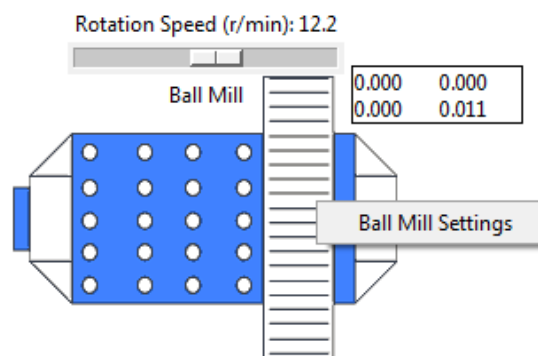 Rotation Speed (r/min): 12.2
Ball Mill
0.000 0.000
0.000 0.011
Ball Mill Settings